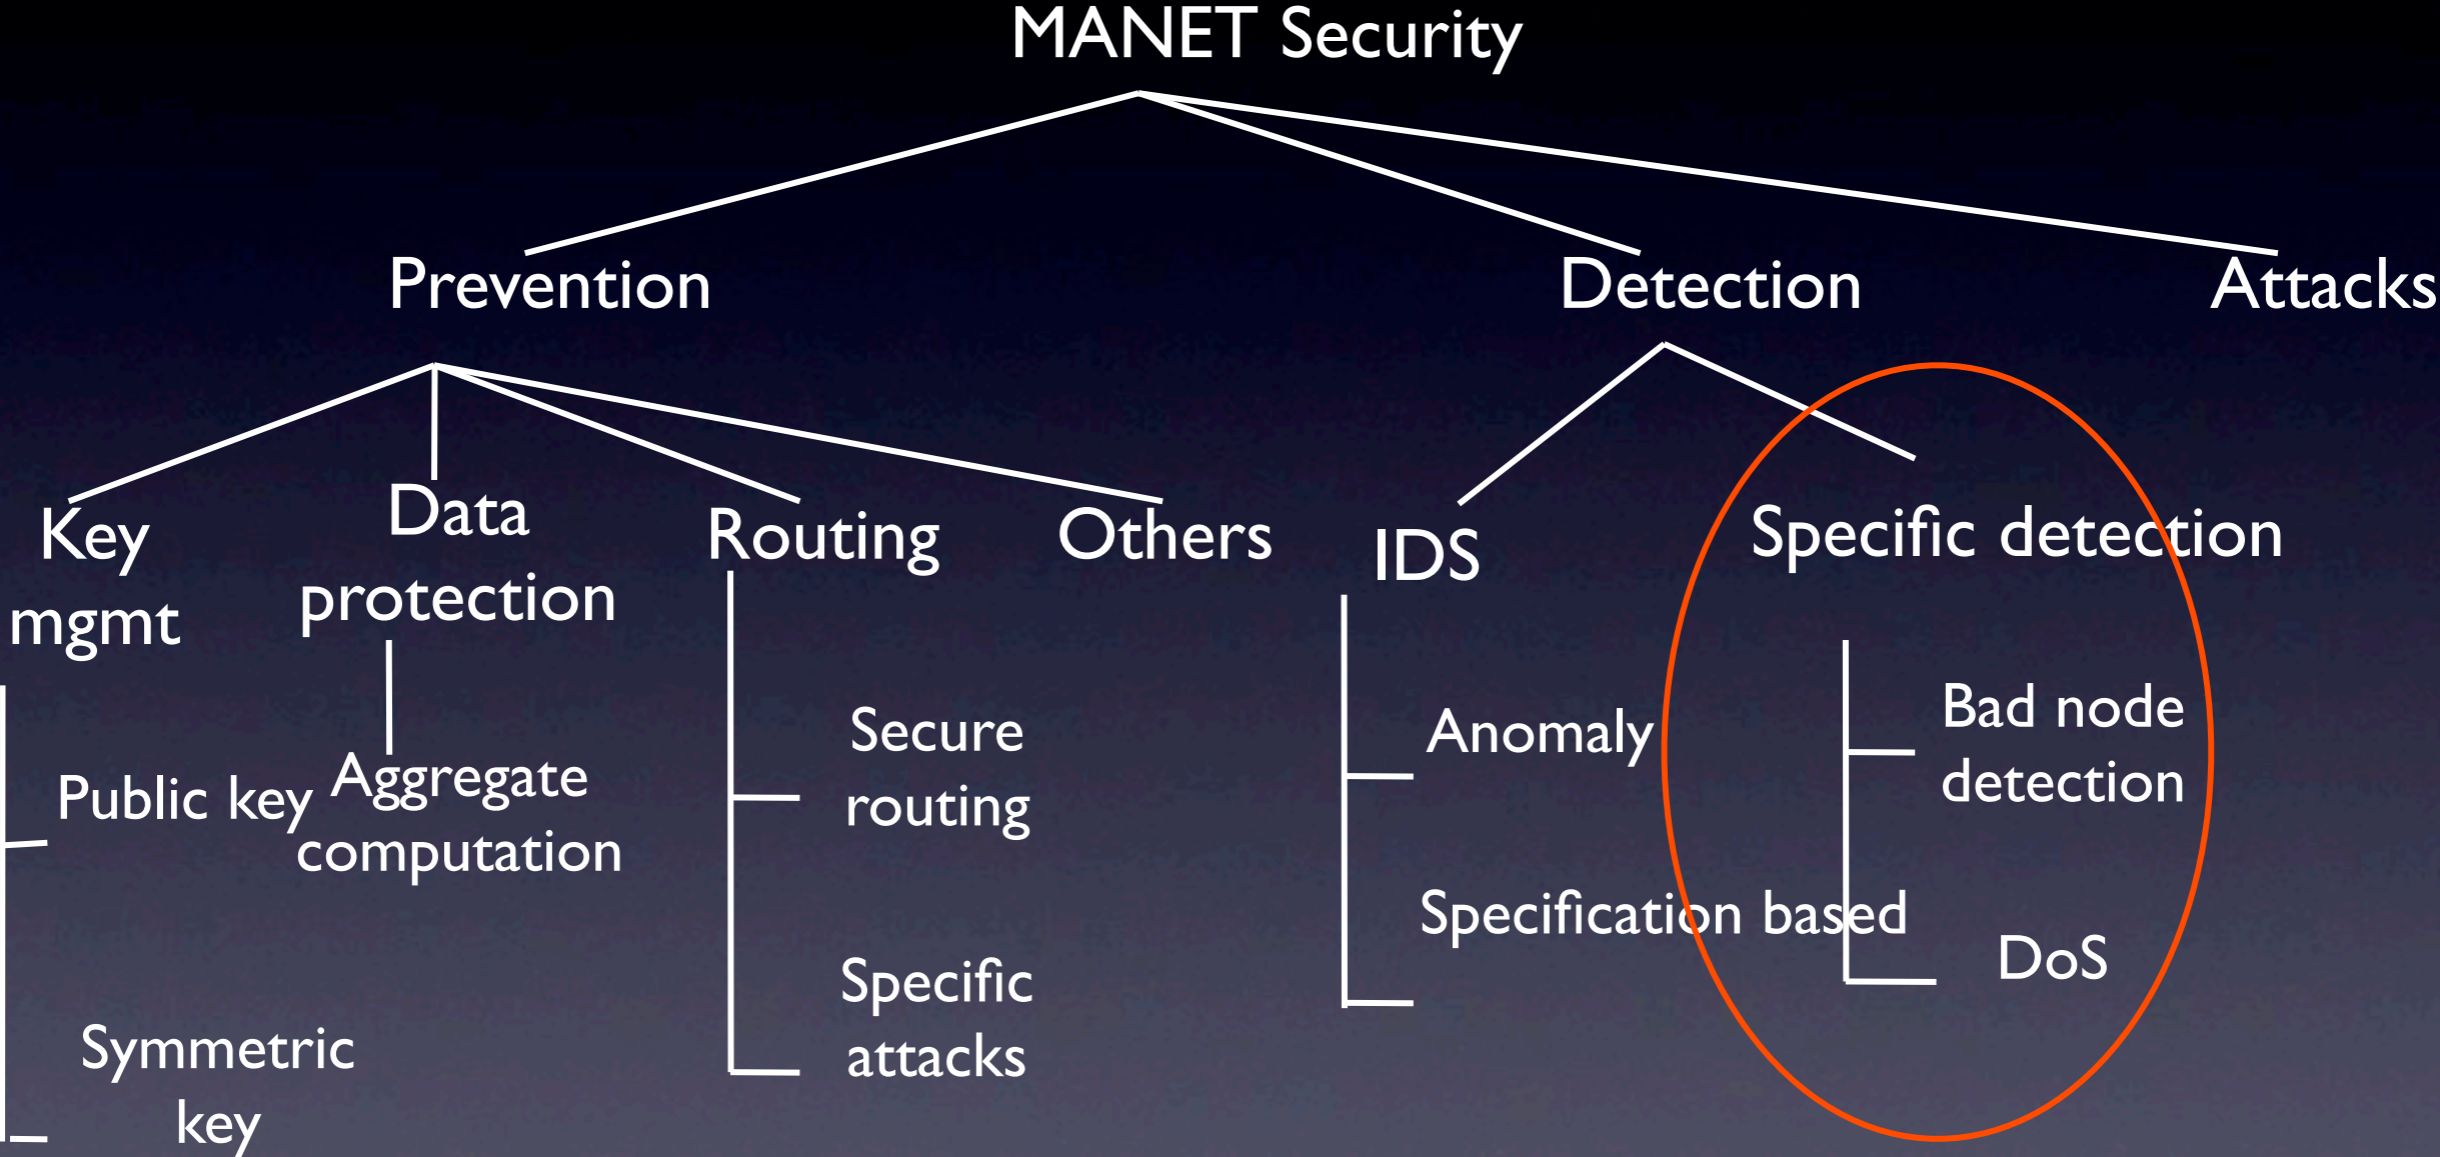 MANET Security
Prevention
Detection
Attacks
Key
mgmt
Data
protection
Routing
Others
IDS
Specific detection
Public key
Symmetric
key
Aggregate
computation
Secure
routing
Specific
attacks
Anomaly
Specification based
Bad node
detection
DoS